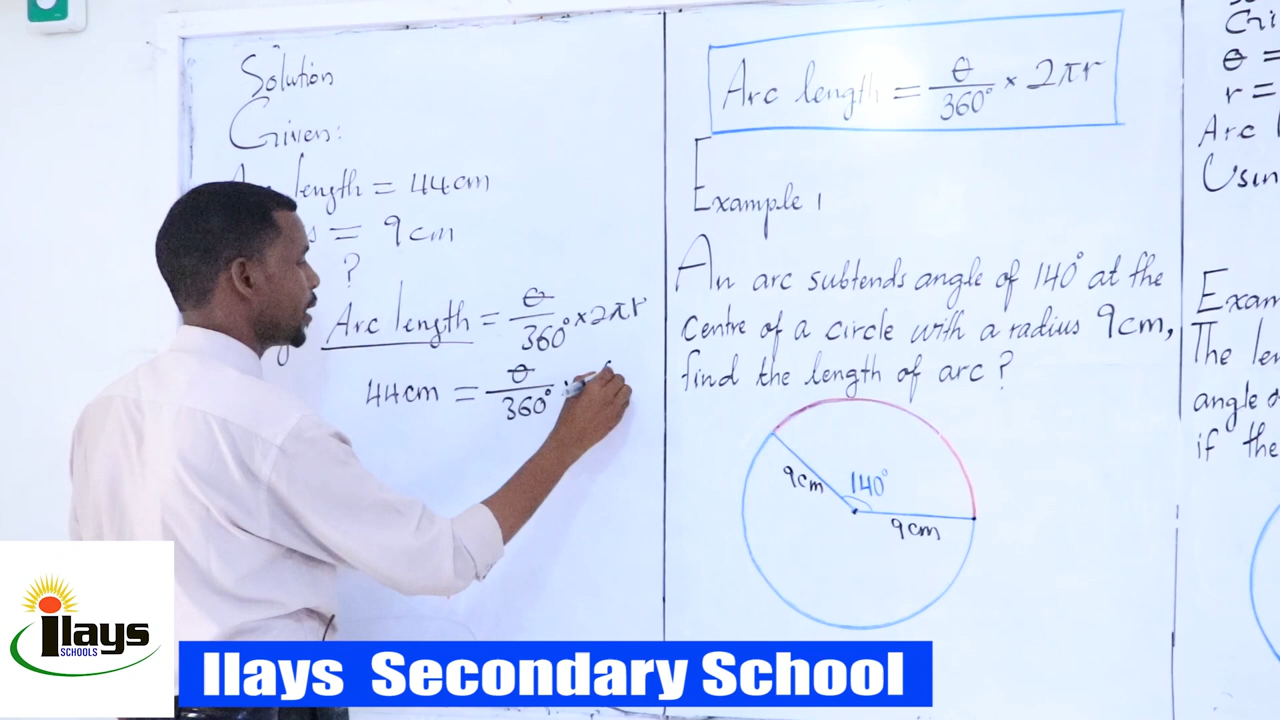 Solution
Given:
length = 44cm
= 9cm
?
Arc length = θ/360° × 2πr
44cm = θ/360°
Arc length = θ/360° × 2πr
Example 1
An arc subtends angle of 140° at the
centre of a circle with a radius 9cm,
find the length of arc?
9cm
140°
9cm
θ =
r =
Arc
Exam
The
angle
if the
ilays
SCHOOLS
Ilays Secondary School